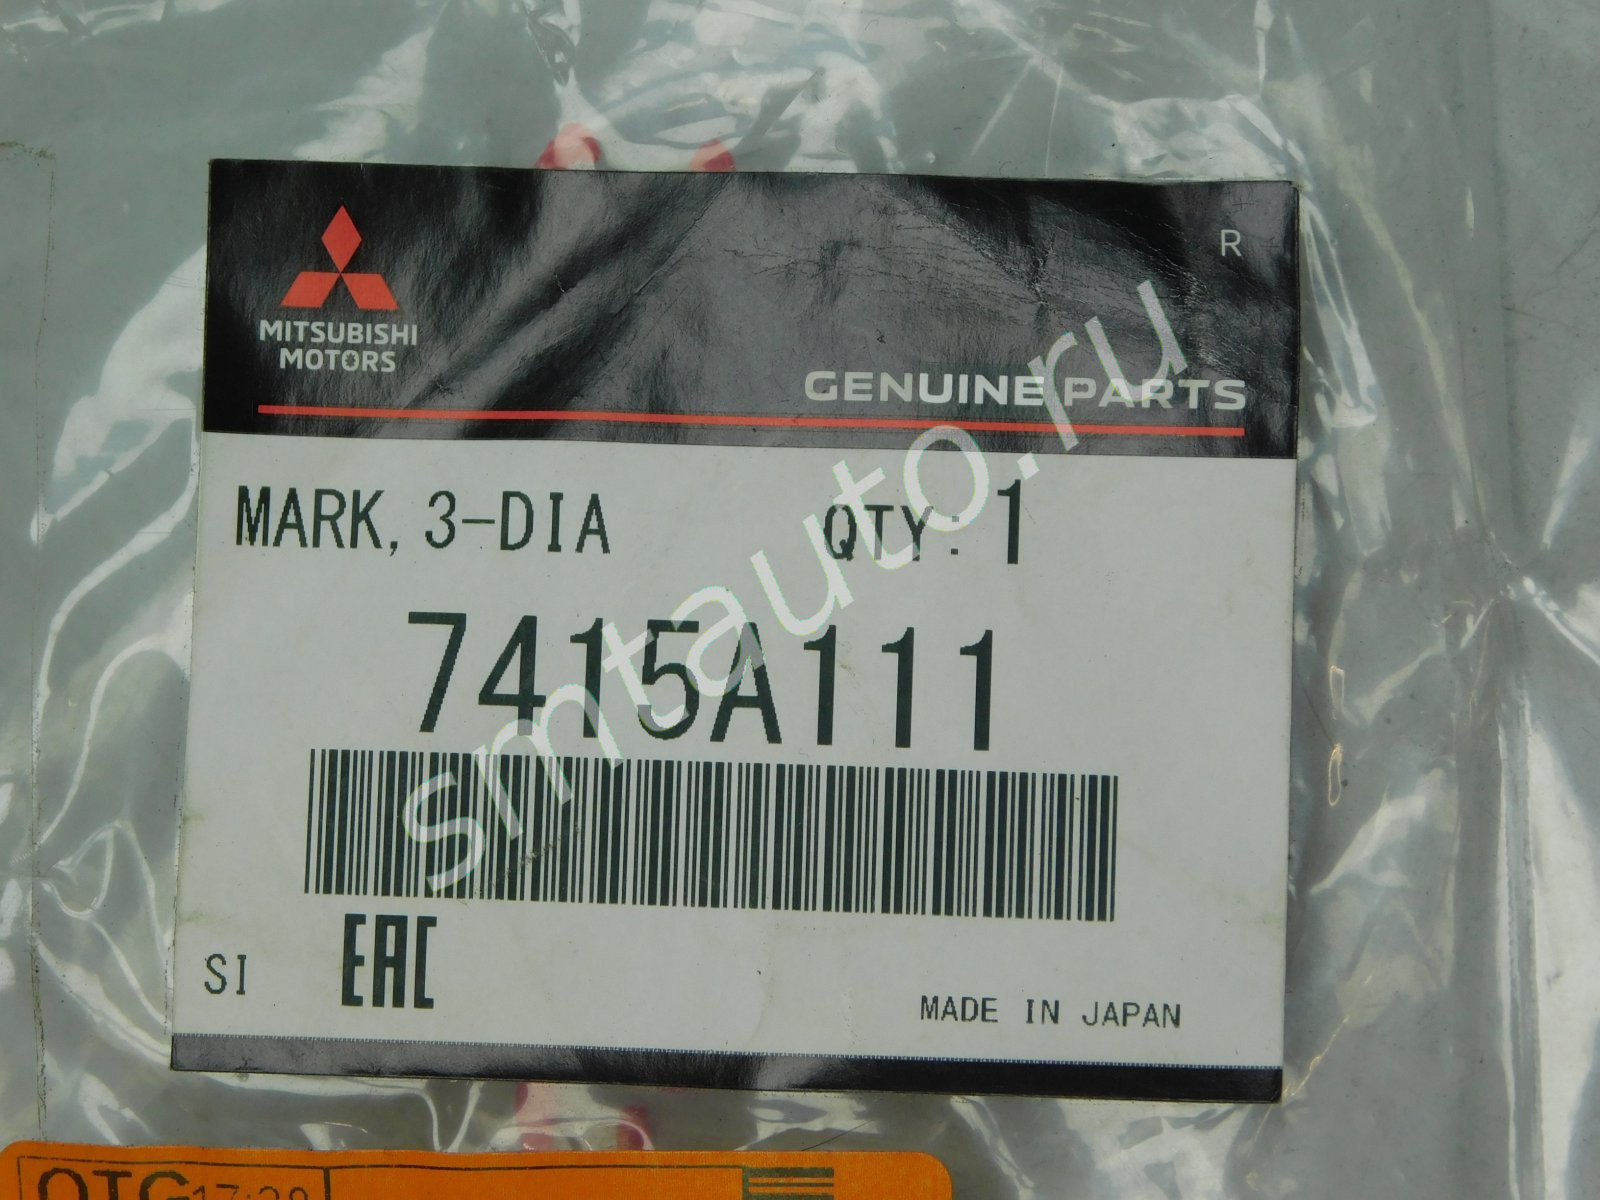 R
MITSUBISHI
MOTORS
GENUINE PARTS
MARK, 3-DIA QTY: 1
7415A111
smtauto.ru
SI EAC
MADE IN JAPAN